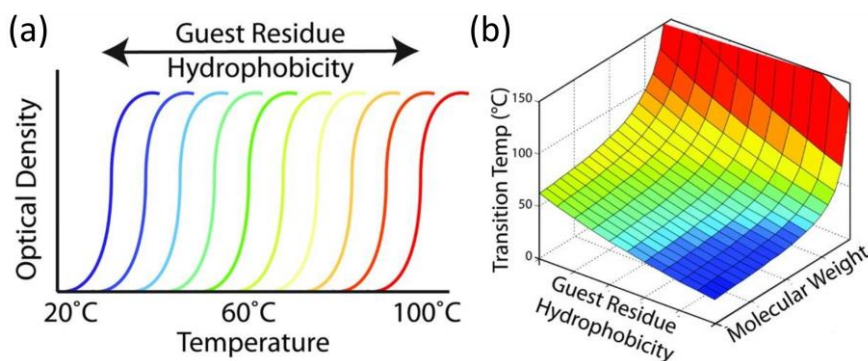 (a)
Guest Residue
Hydrophobicity
Optical Density
20°C
60°C
100°C
Temperature
(b)
Transition Temp (°C)
150
100
50
0
Guest Residue
Hydrophobicity
Molecular Weight